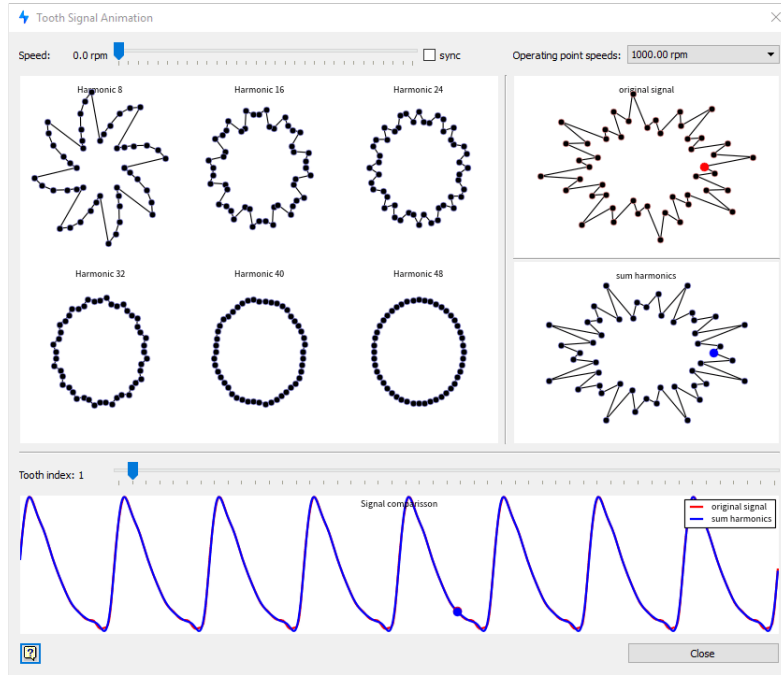 Tooth Signal Animation
Speed: 0.0 rpm sync Operating point speeds: 1000.00 rpm
Harmonic 8 Harmonic 16 Harmonic 24 original signal
Harmonic 32 Harmonic 40 Harmonic 48 sum harmonics
Tooth index: 1
Signal comparisson
original signal
sum harmonics
Close